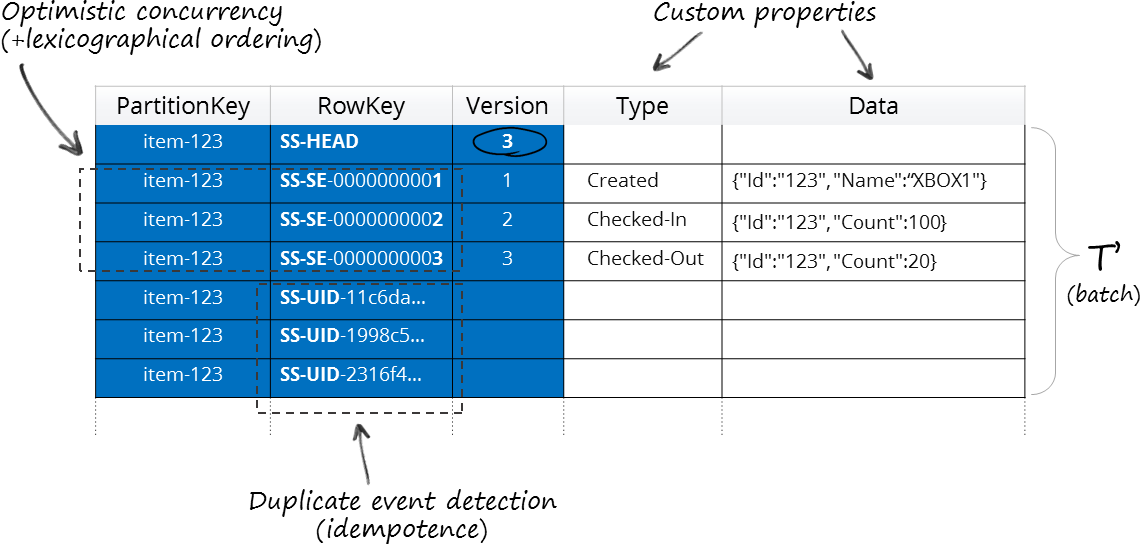 Optimistic concurrency
(+lexicographical ordering)
Custom properties
PartitionKey RowKey Version Type Data
item-123 SS-HEAD 3
item-123 SS-SE-0000000001 1 Created {"Id":"123","Name":“XBOX1"}
item-123 SS-SE-0000000002 2 Checked-In {"Id":"123","Count":100}
item-123 SS-SE-0000000003 3 Checked-Out {"Id":"123","Count":20}
item-123 SS-UID-11c6da...
item-123 SS-UID-1998c5...
item-123 SS-UID-2316f4...
T
(batch)
Duplicate event detection
(idempotence)